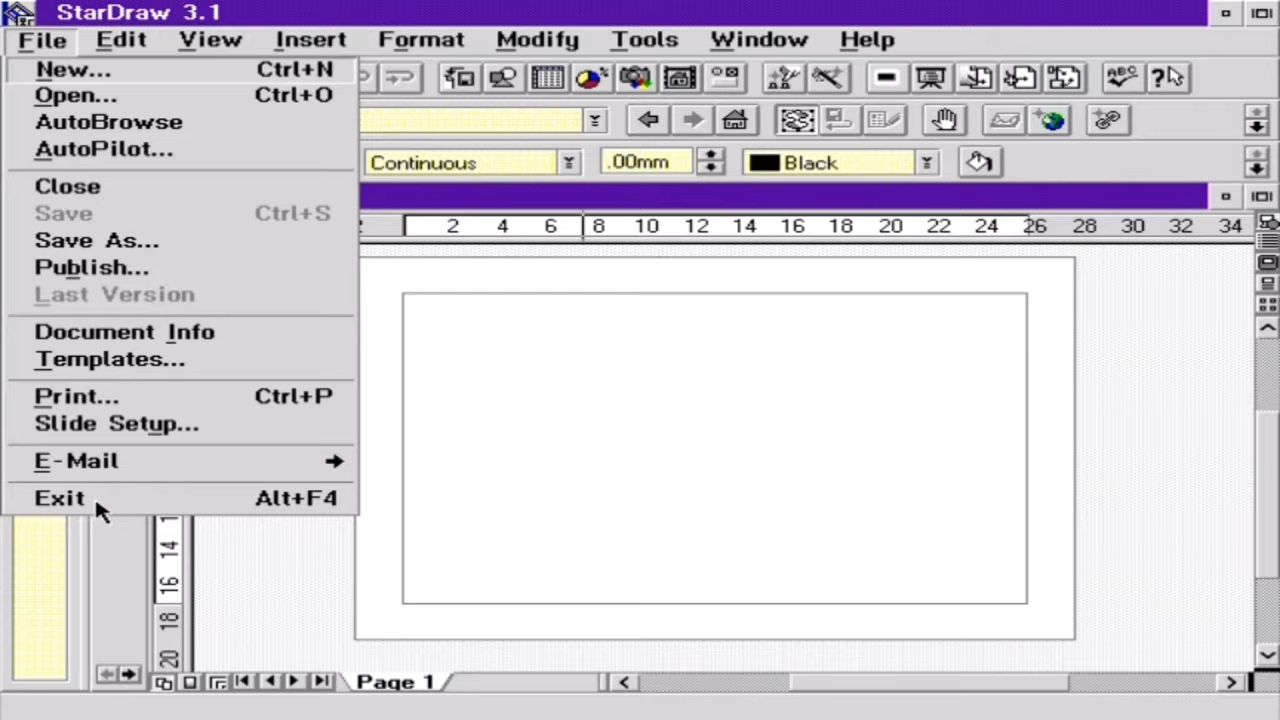 StarDraw 3.1
File Edit View Insert Format Modify Tools Window Help
New... Ctrl+N
Open... Ctrl+O
AutoBrowse
AutoPilot...
Close
Save Ctrl+S
Save As...
Publish...
Last Version
Document Info
Templates...
Print... Ctrl+P
Slide Setup...
E-Mail
Exit Alt+F4
ABC
Continuous .00mm Black
2 4 6 8 10 12 14 16 18 20 22 24 26 28 30 32 34
14
16
18
20
Page 1